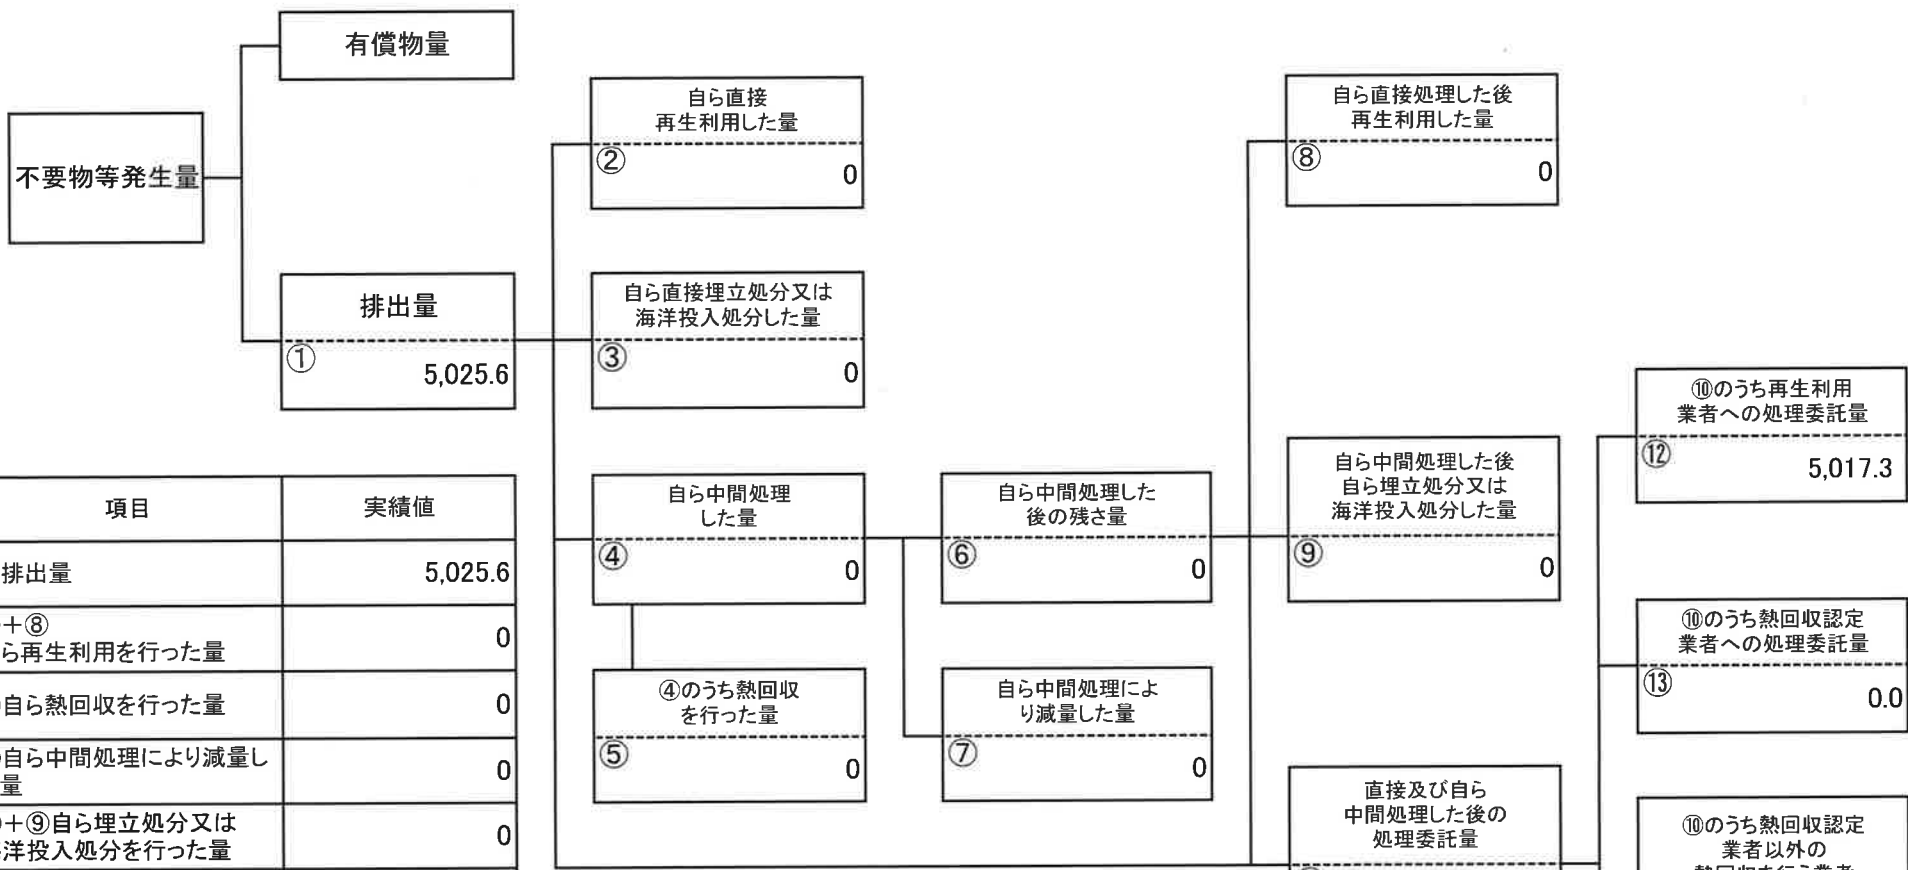 有償物量
不要物等発生量
排出量
①
5,025.6
自ら直接
再生利用した量
②
0
自ら直接埋立処分又は
海洋投入処分した量
③
0
自ら中間処理
した量
④
0
④のうち熱回収
を行った量
⑤
0
自ら中間処理した
後の残さ量
⑥
0
自ら中間処理によ
り減量した量
⑦
0
自ら直接処理した後
再生利用した量
⑧
0
自ら中間処理した後
自ら埋立処分又は
海洋投入処分した量
⑨
0
直接及び自ら
中間処理した後の
処理委託量
⑩のうち再生利用
業者への処理委託量
⑫
5,017.3
⑩のうち熱回収認定
業者への処理委託量
⑬
0.0
⑩のうち熱回収認定
業者以外の
項目 実績値
排出量 5,025.6
+⑧
ら再生利用を行った量 0
自ら熱回収を行った量 0
自ら中間処理により減量し
量 0
+⑨自ら埋立処分又は
洋投入処分を行った量 0